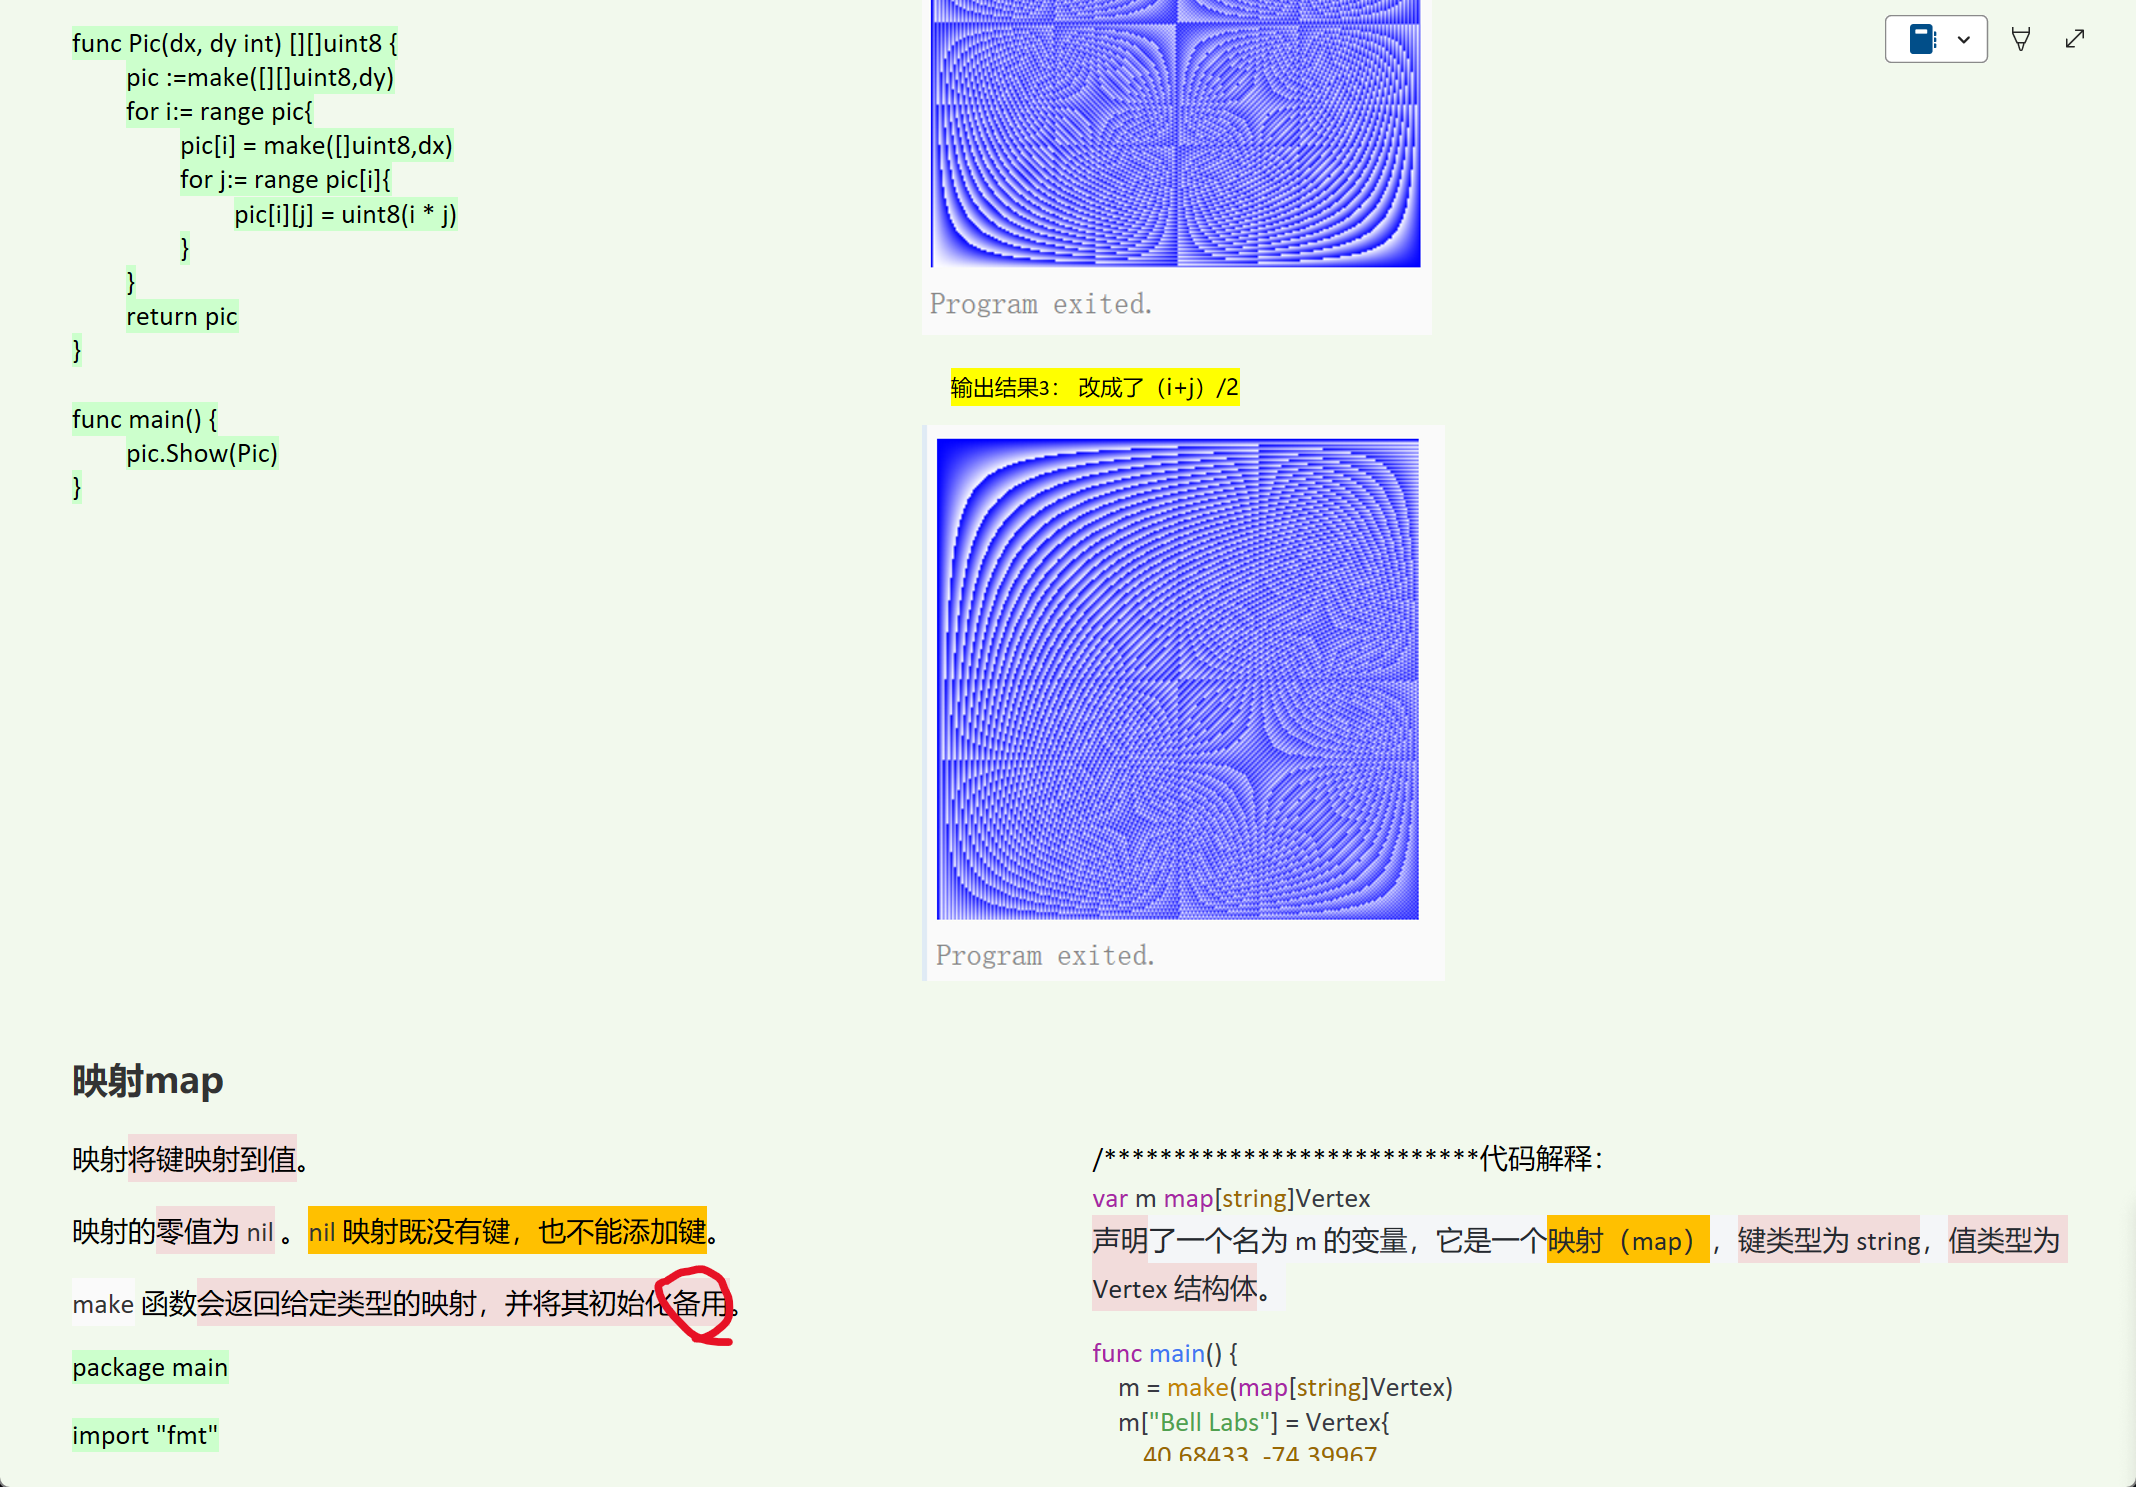 func Pic(dx, dy int) [][]uint8 {
pic :=make([][]uint8,dy)
for i:= range pic{
pic[i] = make([]uint8,dx)
for j:= range pic[i]{
pic[i][j] = uint8(i * j)
}
}
return pic
}
func main() {
pic.Show(Pic)
}
Program exited.
输出结果3： 改成了（i+j）/2
Program exited.
映射map
映射将键映射到值。
映射的零值为 nil 。nil 映射既没有键，也不能添加键。
make 函数会返回给定类型的映射，并将其初始化备用。
package main
import "fmt"
/***************************代码解释：
var m map[string]Vertex
声明了一个名为 m 的变量，它是一个映射（map），键类型为 string，值类型为
Vertex 结构体。
func main() {
m = make(map[string]Vertex)
m["Bell Labs"] = Vertex{
40.68433, -74.39967